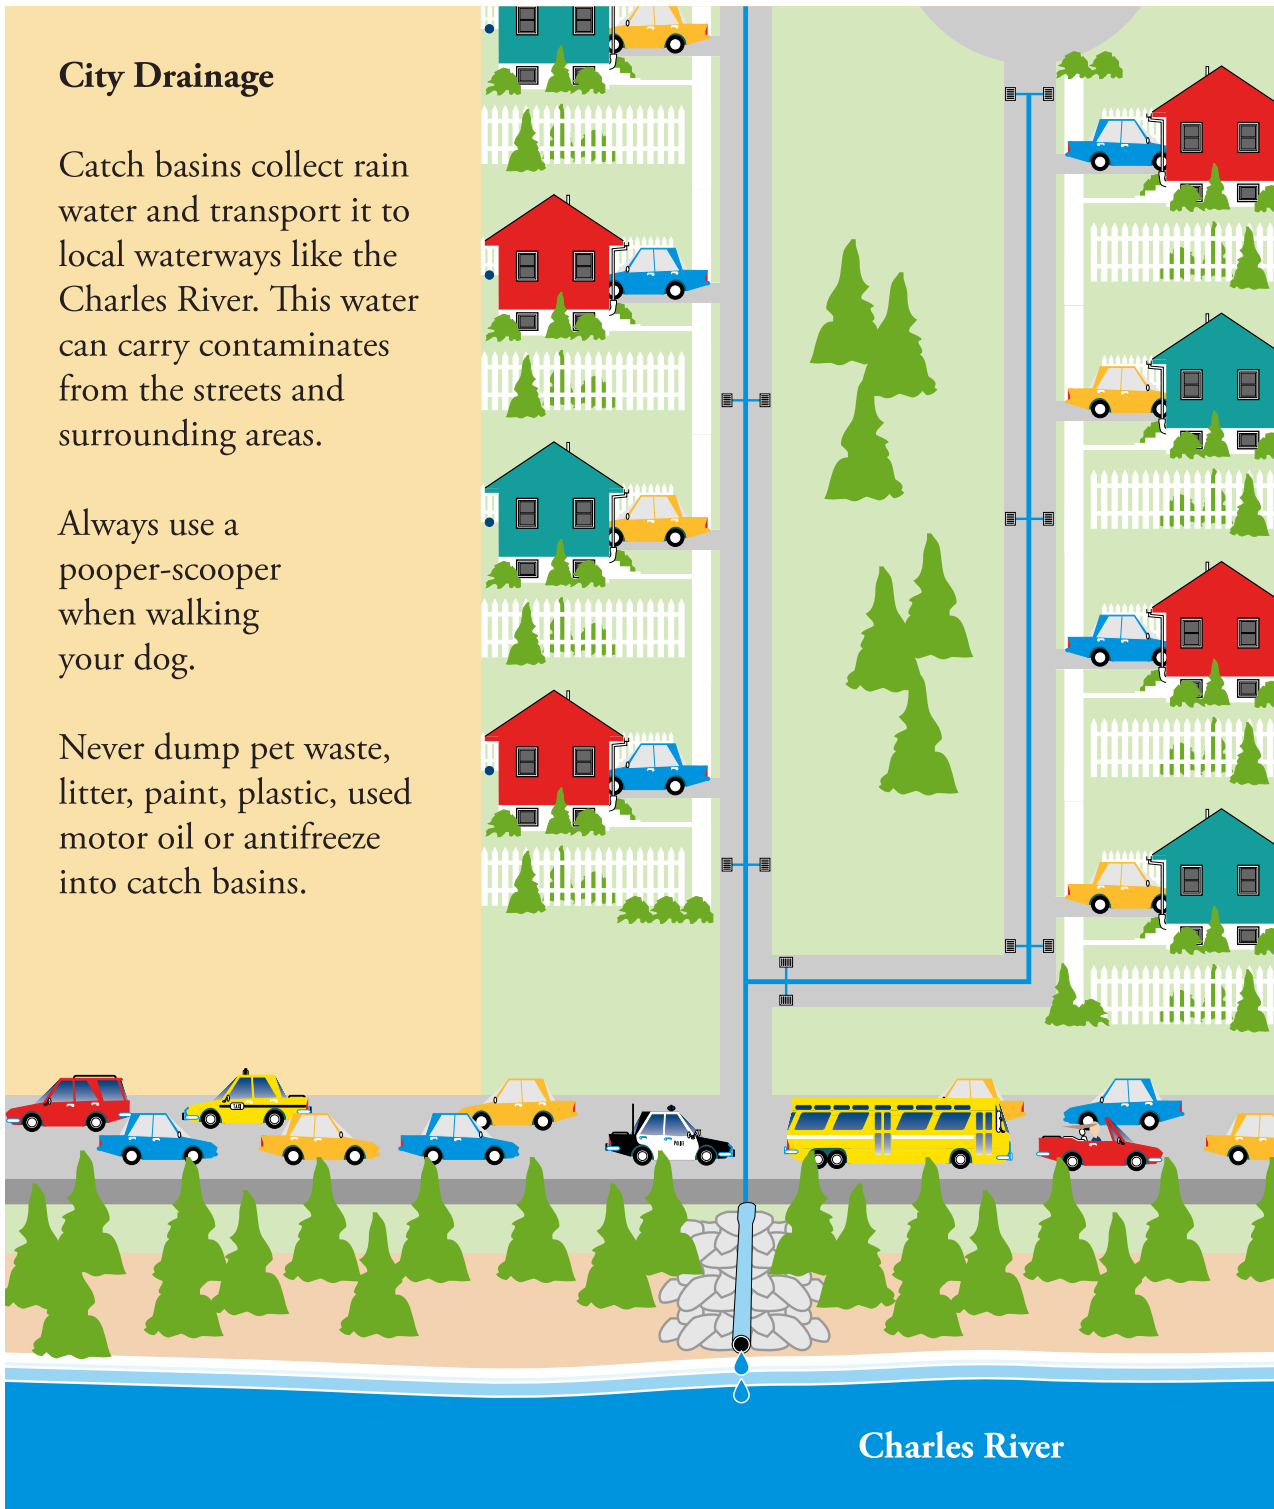 City Drainage
Catch basins collect rain
water and transport it to
local waterways like the
Charles River. This water
can carry contaminates
from the streets and
surrounding areas.
Always use a
pooper-scooper
when walking
your dog.
Never dump pet waste,
litter, paint, plastic, used
motor oil or antifreeze
into catch basins.
Charles River